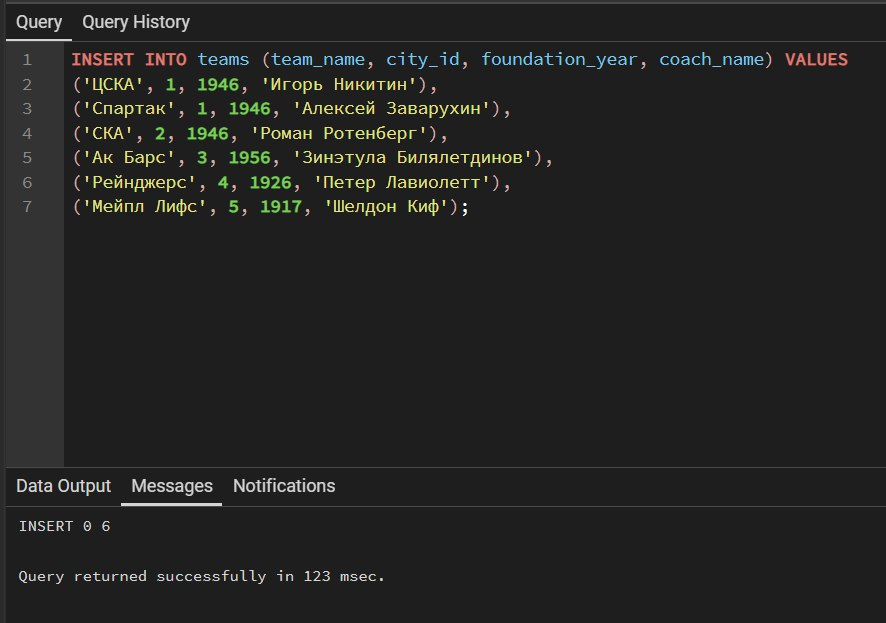 Query Query History
1 INSERT INTO teams (team_name, city_id, foundation_year, coach_name) VALUES
2 ('ЦСКА', 1, 1946, 'Игорь Никитин'),
3 ('Спартак', 1, 1946, 'Алексей Заварухин'),
4 ('СКА', 2, 1946, 'Роман Ротенберг'),
5 ('Ак Барс', 3, 1956, 'Зинэтула Билялетдинов'),
6 ('Рейнджерс', 4, 1926, 'Петер Лавиолетт'),
7 ('Мейпл Лифс', 5, 1917, 'Шелдон Киф');
Data Output Messages Notifications
INSERT 0 6
Query returned successfully in 123 msec.